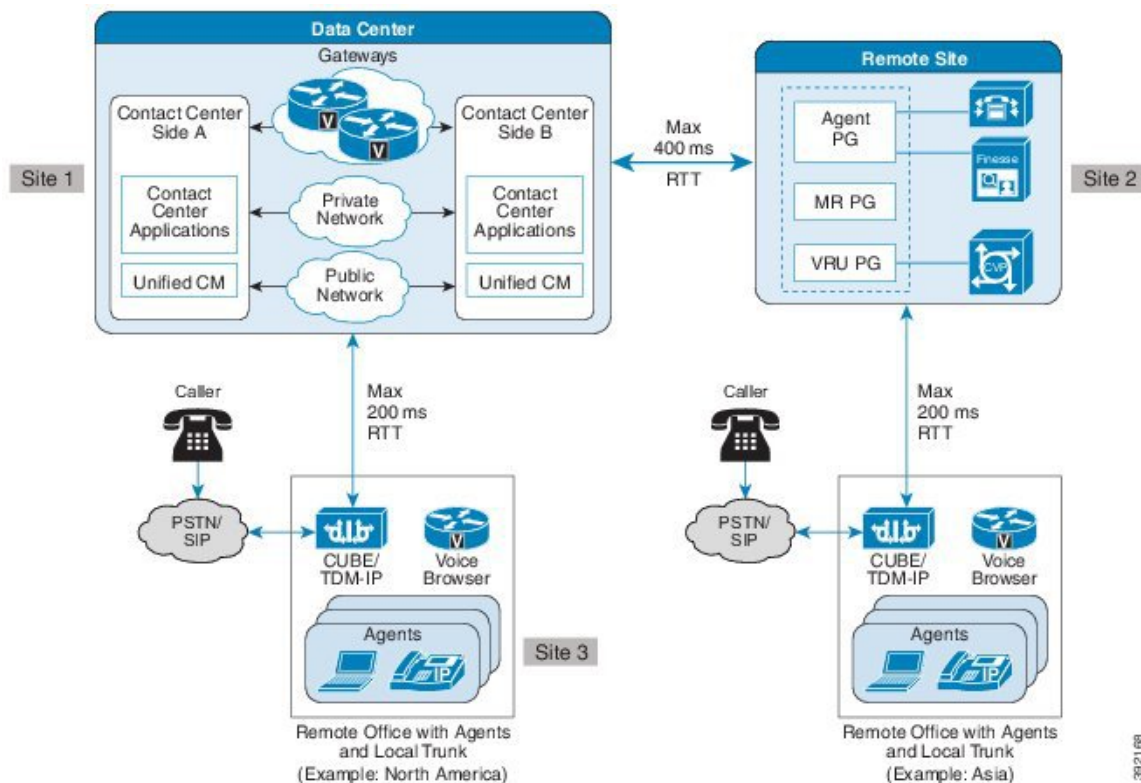 Data Center
Gateways
Contact Center
Side A
V
V
Contact Center
Side B
Site 1
Contact
Center
Applications
Private
Network
Contact
Center
Applications
Unified CM
Public
Network
Unified CM
Max
400 ms
RTT
Remote Site
Agent
PG
Finesse
MR PG
VRU PG
CVP
Site 2
Caller
Max
200 ms
RTT
PSTN/
SIP
CUBE/
TDM-IP
V
Voice
Browser
Agents
IP
Site 3
Remote Office with Agents
and Local Trunk
(Example: North America)
Caller
Max
200 ms
RTT
PSTN/
SIP
CUBE/
TDM-IP
V
Voice
Browser
Agents
IP
Remote Office with Agents
and Local Trunk
(Example: Asia)